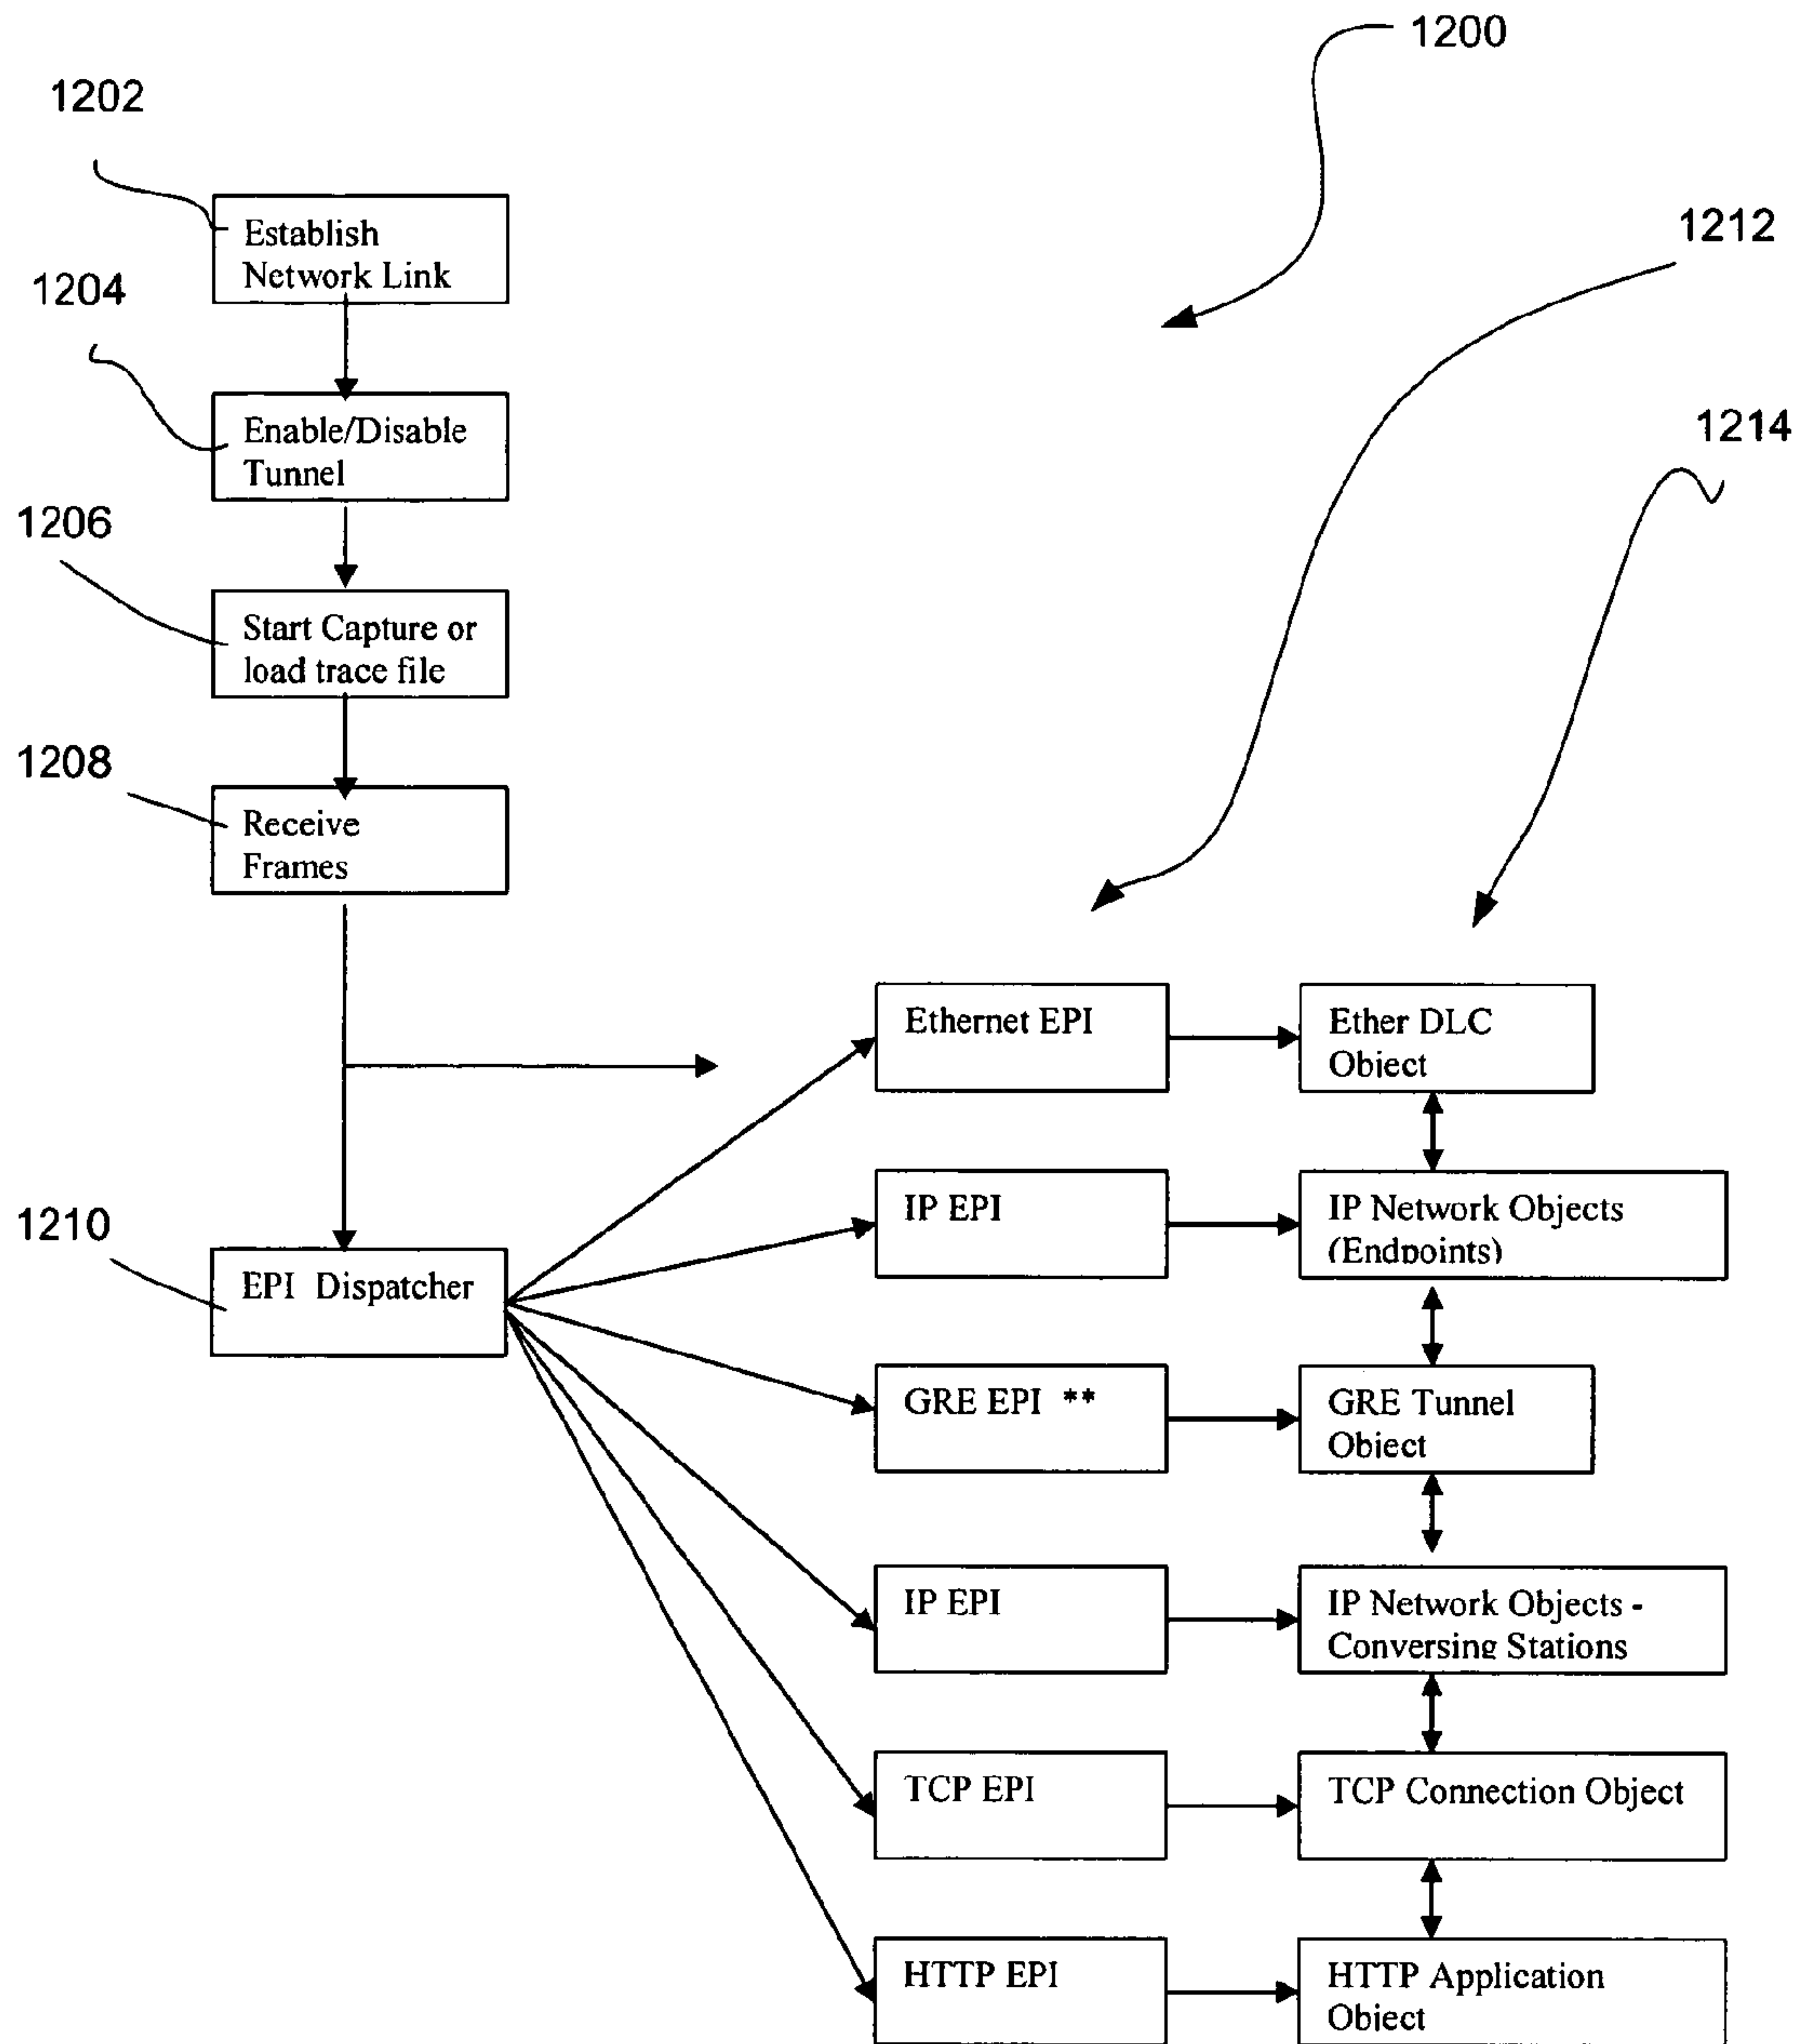 1200
1202
Establish
Network Link
1212
1204
Enable/Disable
Tunnel
1214
1206
Start Capture or
load trace file
1208
Receive
Frames
Ethernet EPI
Ether DLC
Object
IP EPI
IP Network Objects
(Endpoints)
1210
EPI Dispatcher
GRE EPI **
GRE Tunnel
Object
IP EPI
IP Network Objects -
Conversing Stations
TCP EPI
TCP Connection Object
HTTP EPI
HTTP Application
Object